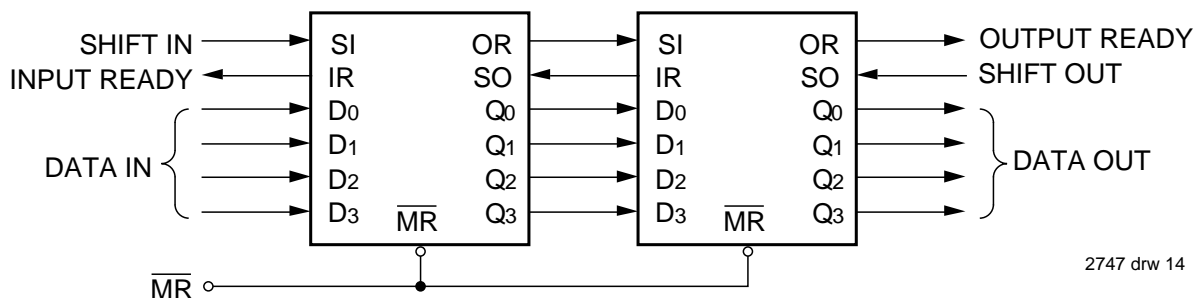 SHIFT IN SI OR SI OR OUTPUT READY
INPUT READY IR SO IR SO SHIFT OUT
D0 Q0 D0 Q0
D1 Q1 D1 Q1
DATA IN DATA OUT
D2 Q2 D2 Q2
D3 MR Q3 D3 MR Q3
MR
2747 drw 14